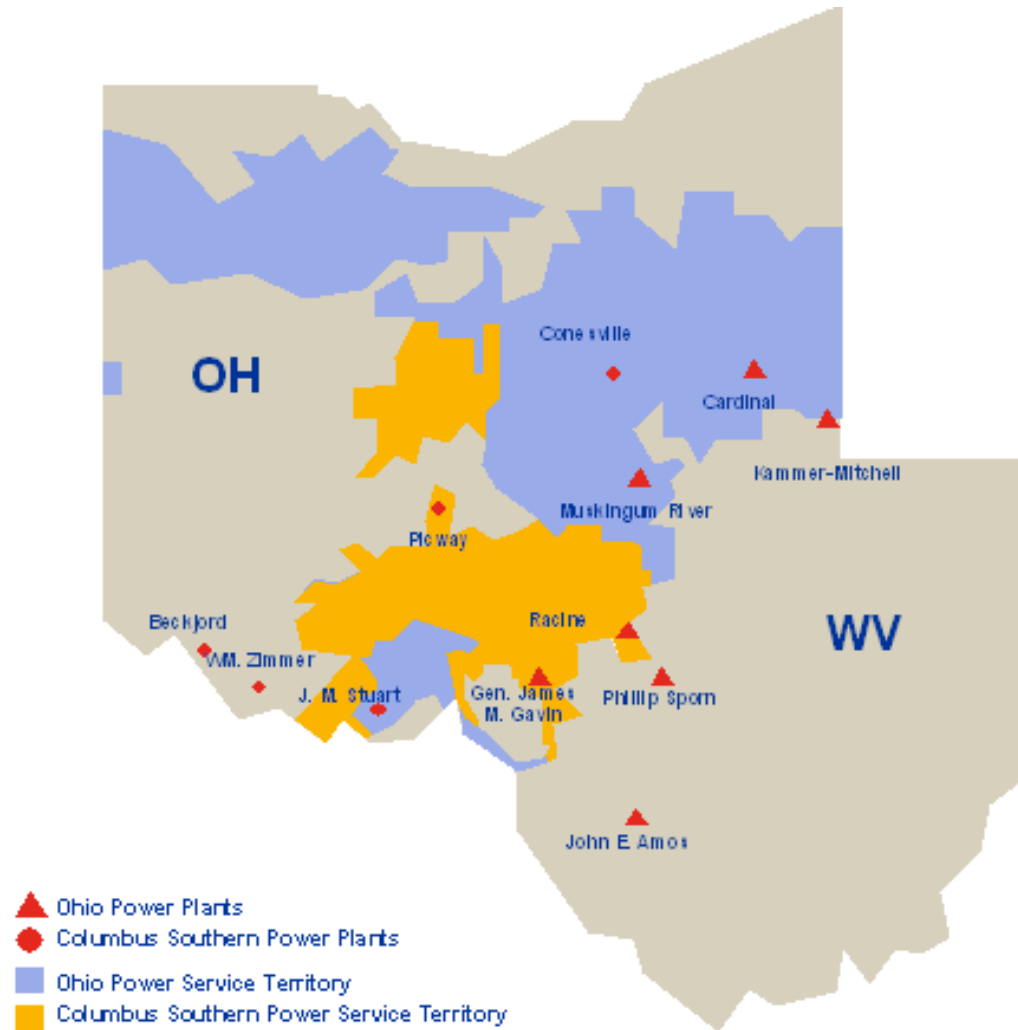 Conesville
OH
Cardinal
Kammer-Mitchell
Muskingum River
Picway
Beckjord
Racine
WV
WM. Zimmer
J. M. Stuart
Gen. James
M. Gavin
Phillip Sporn
John E. Amos
Ohio Power Plants
Columbus Southern Power Plants
Ohio Power Service Territory
Columbus Southern Power Service Territory